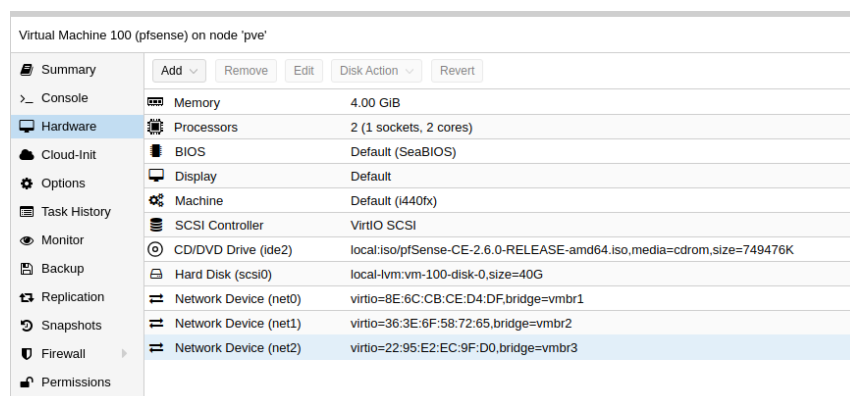 Virtual Machine 100 (pfsense) on node 'pve'
Summary
Console
Hardware
Cloud-Init
Options
Task History
Monitor
Backup
Replication
Snapshots
Firewall
Permissions
Add Remove Edit Disk Action Revert
Memory 4.00 GiB
Processors 2 (1 sockets, 2 cores)
BIOS Default (SeaBIOS)
Display Default
Machine Default (i440fx)
SCSI Controller VirtIO SCSI
CD/DVD Drive (ide2) local:iso/pfSense-CE-2.6.0-RELEASE-amd64.iso,media=cdrom,size=749476K
Hard Disk (scsi0) local-lvm:vm-100-disk-0,size=40G
Network Device (net0) virtio=8E:6C:CB:CE:D4:DF,bridge=vmbr1
Network Device (net1) virtio=36:3E:6F:58:72:65,bridge=vmbr2
Network Device (net2) virtio=22:95:E2:EC:9F:D0,bridge=vmbr3